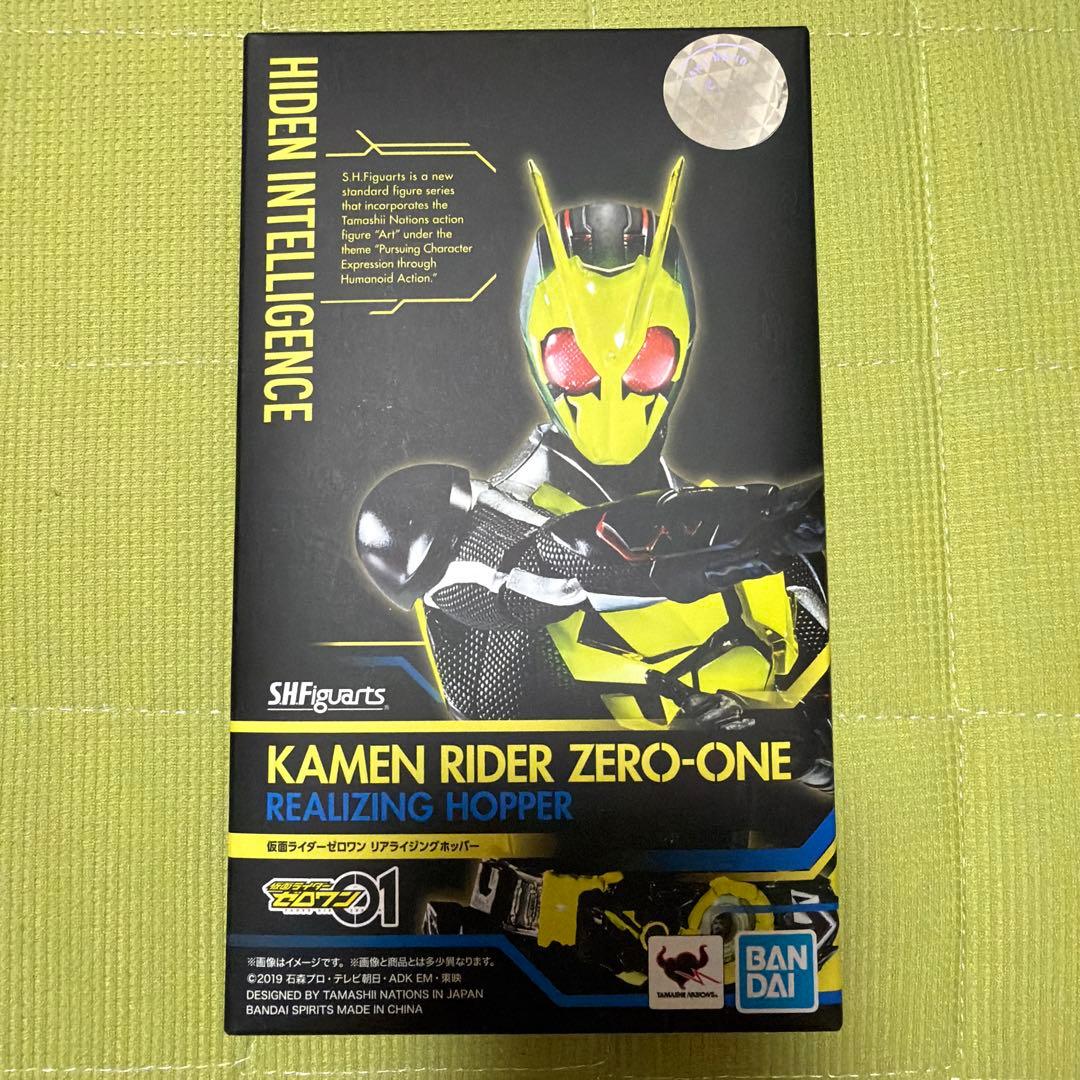 HIDEN INTELLIGENCE
S.H.Figuarts is a new
standard figure series
that incorporates the
Tamashii Nations action
figure "Art" under the
theme "Pursuing Character
Expression through
Humanoid Action."
S.H.Figuarts®
KAMEN RIDER ZERO-ONE
REALIZING HOPPER
仮面ライダーゼロワン リアライジングホッパー
仮面ライダー
ゼロワン01
※画像はイメージです。※画像と商品とは多少異なります。
©2019 石森プロ・テレビ朝日・ADK EM・東映
DESIGNED BY TAMASHII NATIONS IN JAPAN
BANDAI SPIRITS MADE IN CHINA
TAMASHII NATIONS
BAN
DAI